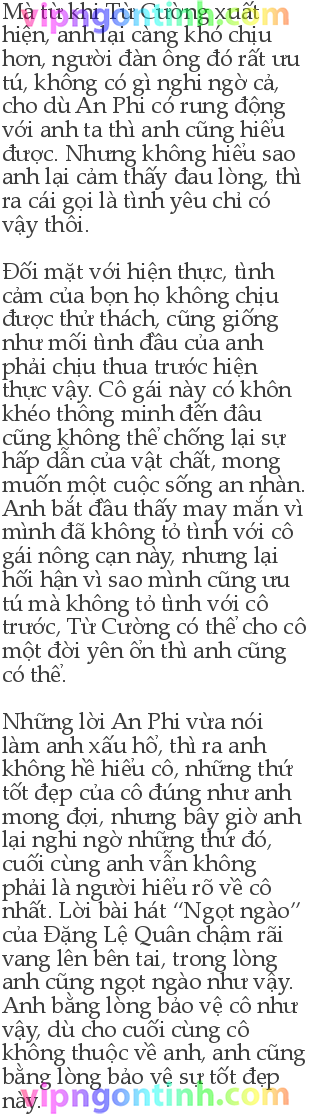 vipngontinh.com
Mà từ khi Từ Cường xuất
hiện, anh lại càng khó chịu
hơn, người đàn ông đó rất ưu
tú, không có gì nghi ngờ cả,
cho dù An Phi có rung động
với anh ta thì anh cũng hiểu
được. Nhưng không hiểu sao
anh lại cảm thấy đau lòng, thì
ra cái gọi là tình yêu chỉ có
vậy thôi.
Đối mặt với hiện thực, tình
cảm của bọn họ không chịu
được thử thách, cũng giống
như mối tình đầu của anh
phải chịu thua trước hiện
thực vậy. Cô gái này có khôn
khéo thông minh đến đâu
cũng không thể chống lại sự
hấp dẫn của vật chất, mong
muốn một cuộc sống an nhàn.
Anh bắt đầu thấy may mắn vì
mình đã không tỏ tình với cô
gái nông cạn này, nhưng lại
hối hận vì sao mình cũng ưu
tú mà không tỏ tình với cô
trước, Từ Cường có thể cho cô
một đời yên ổn thì anh cũng
có thể.
Những lời An Phi vừa nói
làm anh xấu hổ, thì ra anh
không hề hiểu cô, những thứ
tốt đẹp của cô đúng như anh
mong đợi, nhưng bây giờ anh
lại nghi ngờ những thứ đó,
cuối cùng anh vẫn không
phải là người hiểu rõ về cô
nhất. Lời bài hát “Ngọt ngào”
của Đặng Lệ Quân chậm rãi
vang lên bên tai, trong lòng
anh cũng ngọt ngào như vậy.
Anh bằng lòng bảo vệ cô như
vậy, dù cho cuối cùng cô
không thuộc về anh, anh cũng
bằng lòng bảo vệ sự tốt đẹp
này.
vipngontinh.com